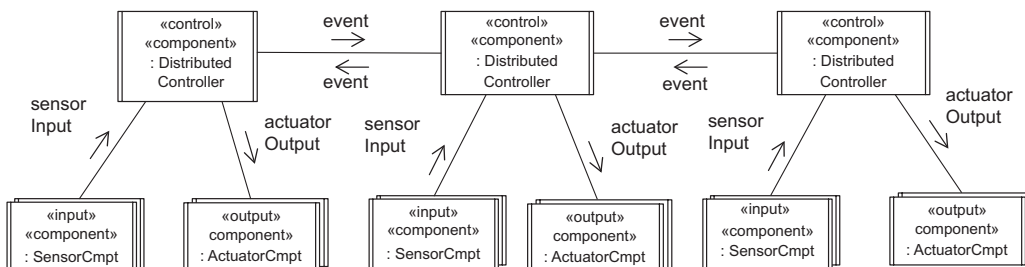 «control»
«component»
: Distributed
Controller
event
event
«control»
«component»
: Distributed
Controller
event
event
«control»
«component»
: Distributed
Controller
sensor
Input
actuator
Output
sensor
Input
actuator
Output
sensor
Input
actuator
Output
«input»
«component»
: SensorCmpt
«output»
component»
: ActuatorCmpt
«input»
«component»
: SensorCmpt
«output»
component»
: ActuatorCmpt
«input»
«component»
: SensorCmpt
«output»
component»
: ActuatorCmpt